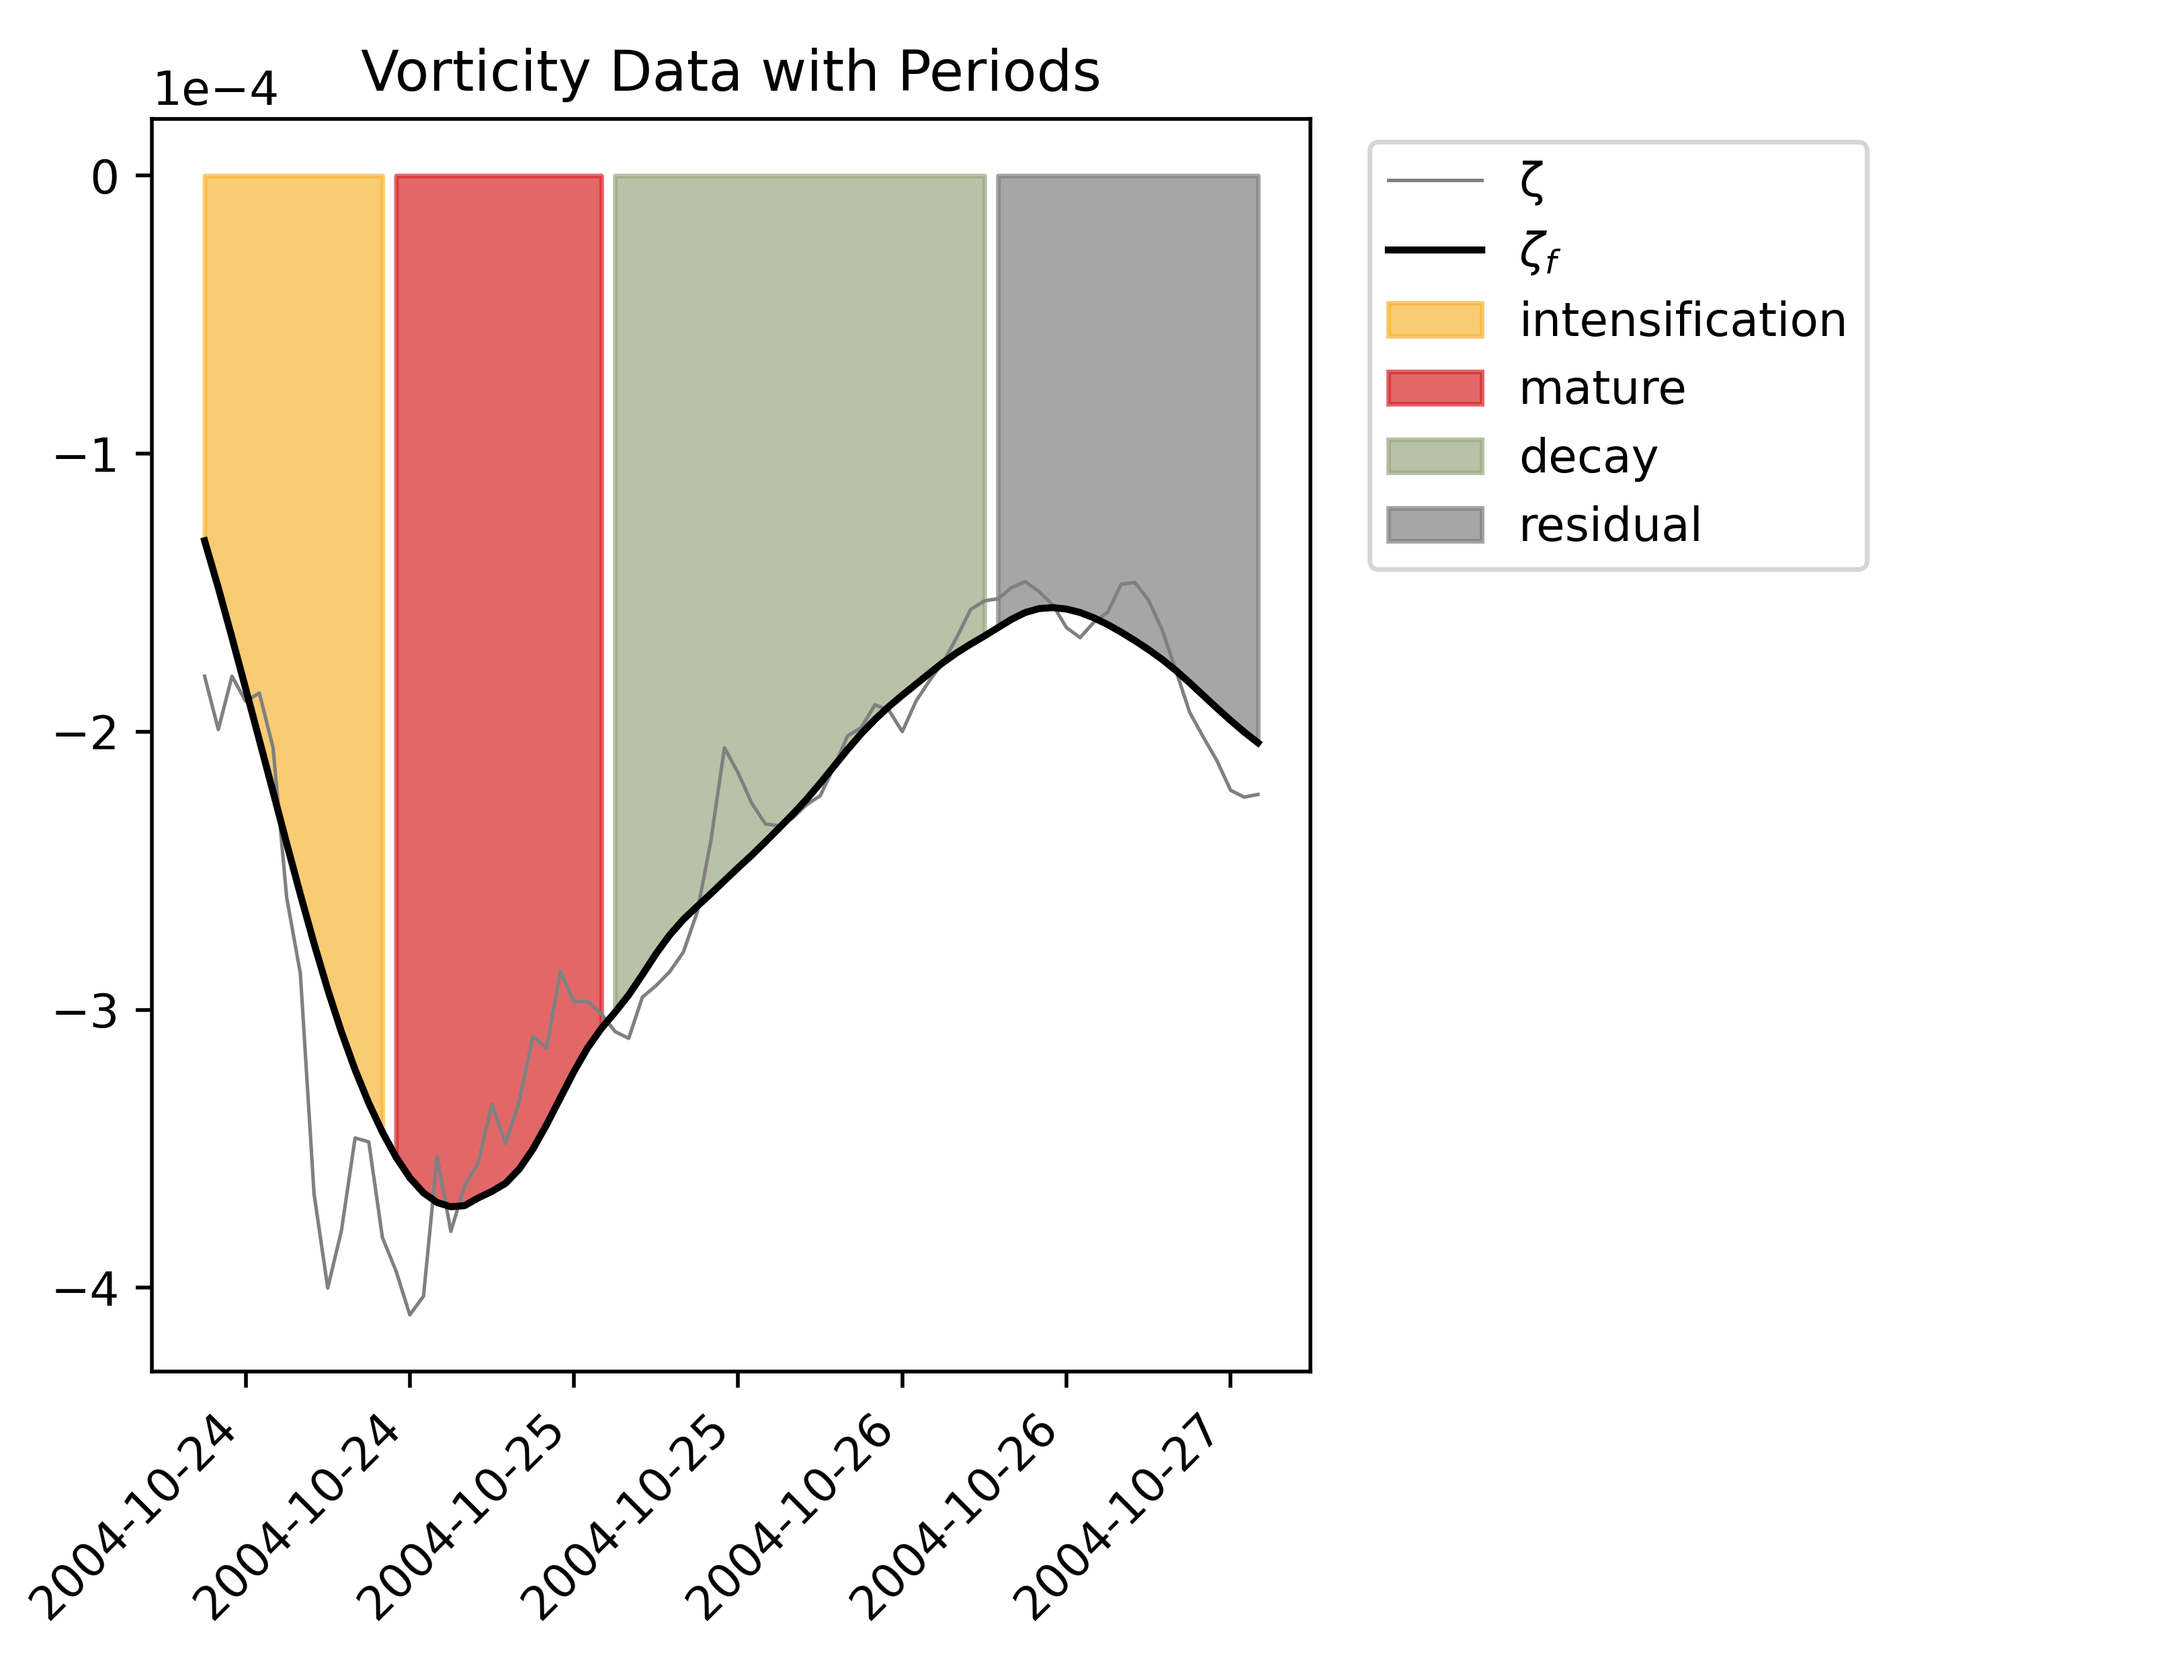 Vorticity Data with Periods
1e−4
0
−1
−2
−3
−4
2004-10-24
2004-10-24
2004-10-25
2004-10-25
2004-10-26
2004-10-26
2004-10-27
ζ
ζf
intensification
mature
decay
residual